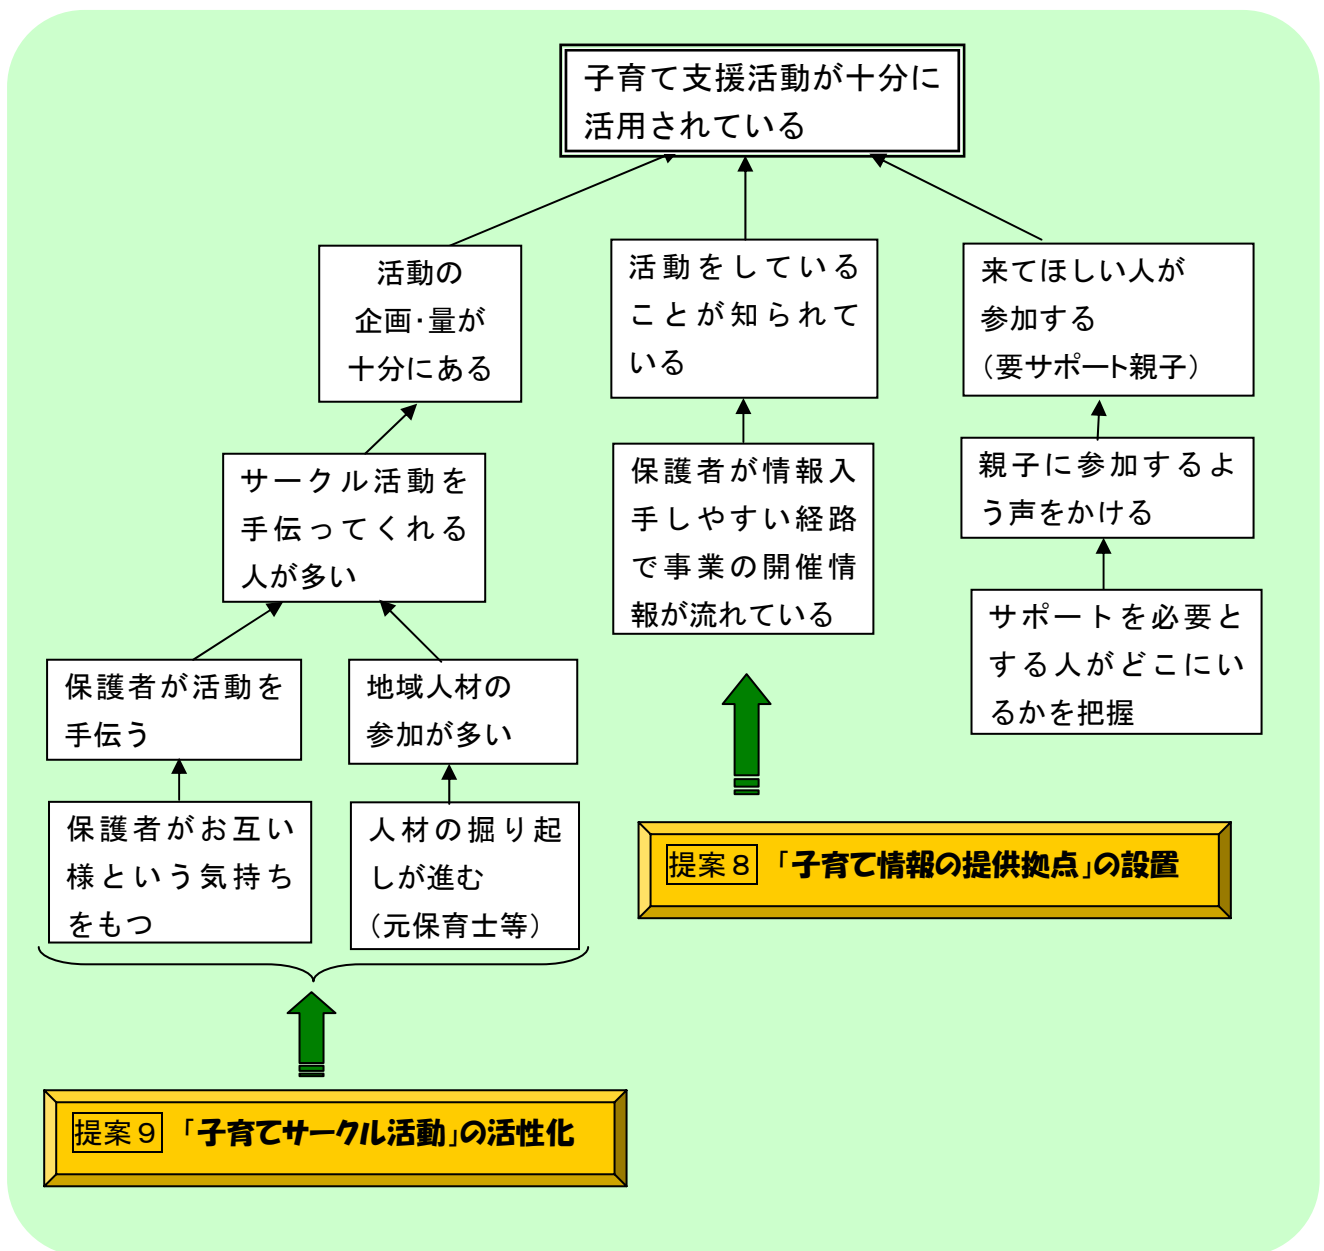 子育て支援活動が十分に
活用されている
活動の
企画・量が
十分にある
活動をしている
ことが知られて
いる
来てほしい人が
参加する
（要サポート親子）
サークル活動を
手伝ってくれる
人が多い
保護者が情報入
手しやすい経路
で事業の開催情
報が流れている
親子に参加するよ
う声をかける
サポートを必要と
する人がどこにい
るかを把握
保護者が活動を
手伝う
地域人材の
参加が多い
保護者がお互い
様という気持ち
をもつ
人材の掘り起
しが進む
（元保育士等）
提案８ 「子育て情報の提供拠点」の設置
提案９ 「子育てサークル活動」の活性化